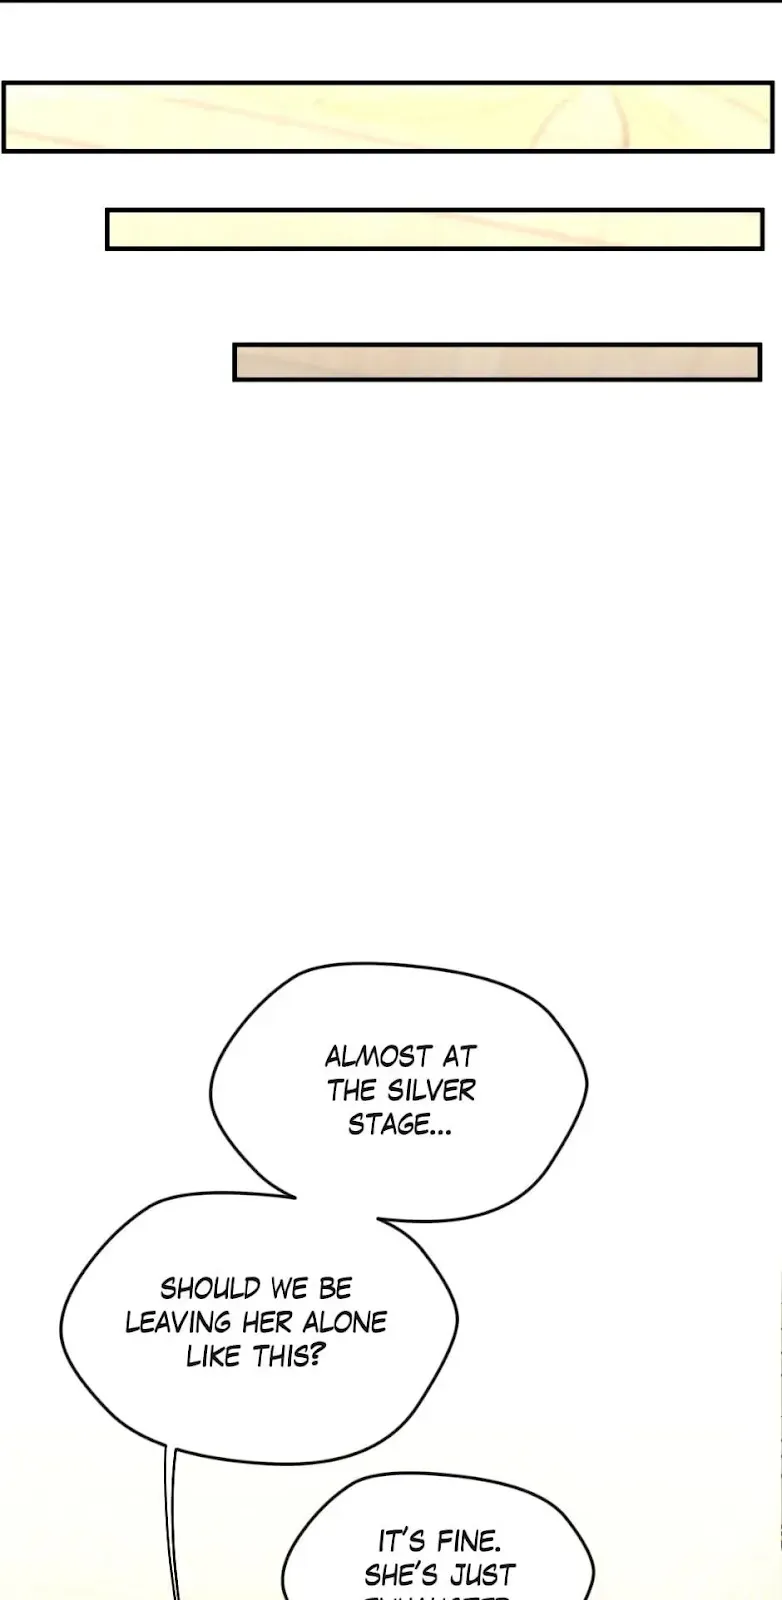 ALMOST AT
THE SILVER
STAGE...
SHOULD WE BE
LEAVING HER ALONE
LIKE THIS?
IT'S FINE.
SHE'S JUST